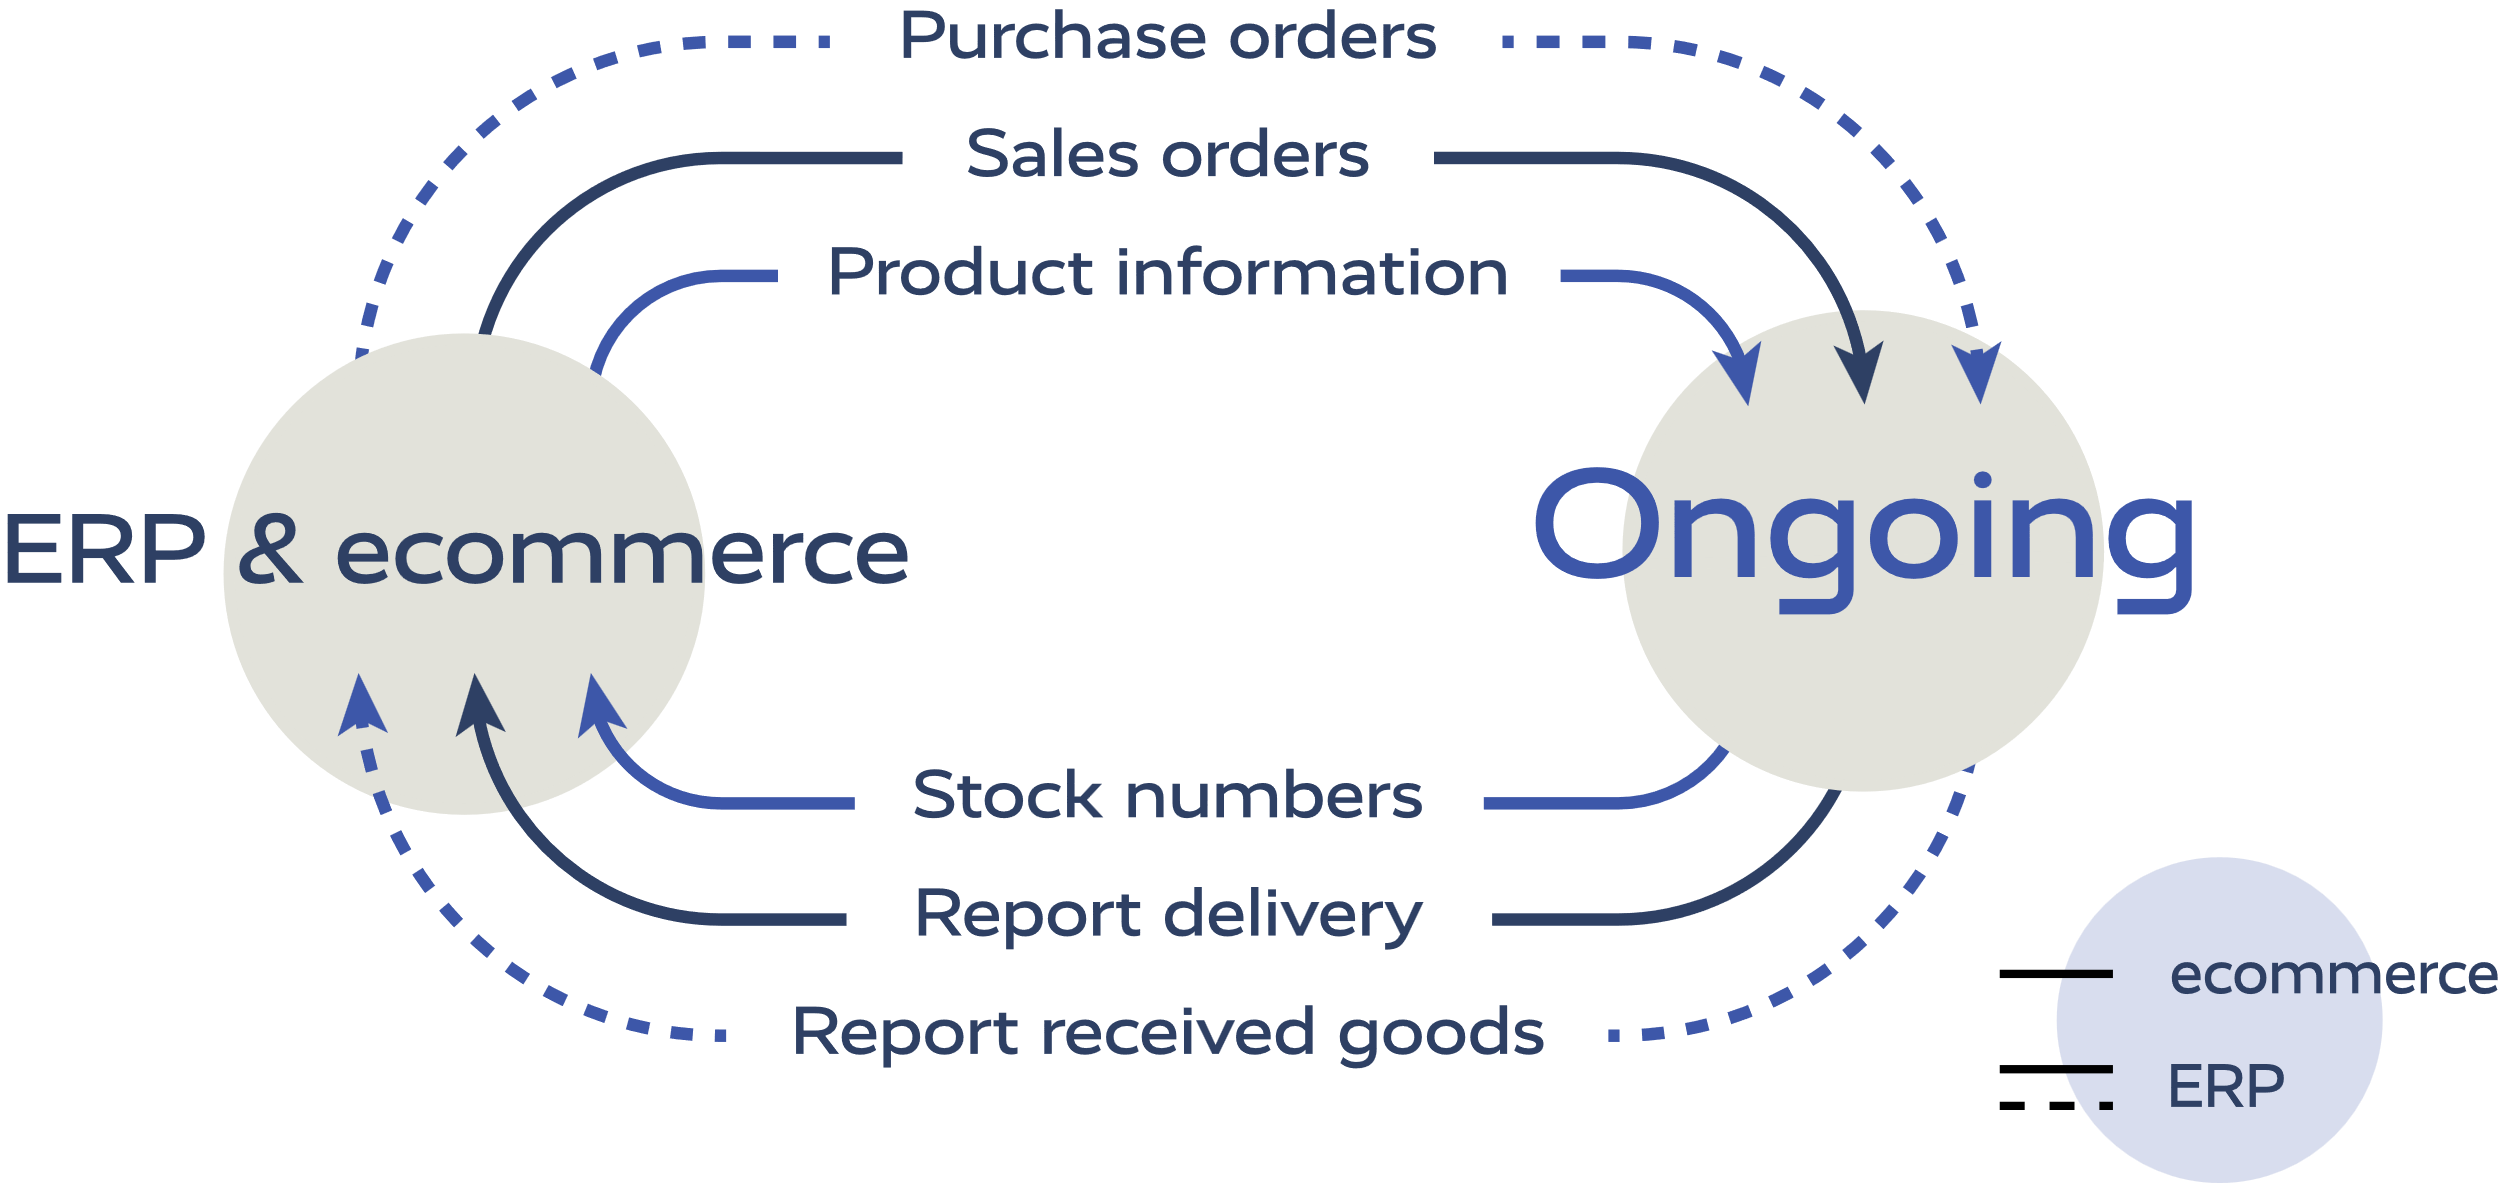 Purchase orders
Sales orders
Product information
ERP & ecommerce
Ongoing
Stock numbers
Report delivery
Report received goods
ecommerce
ERP